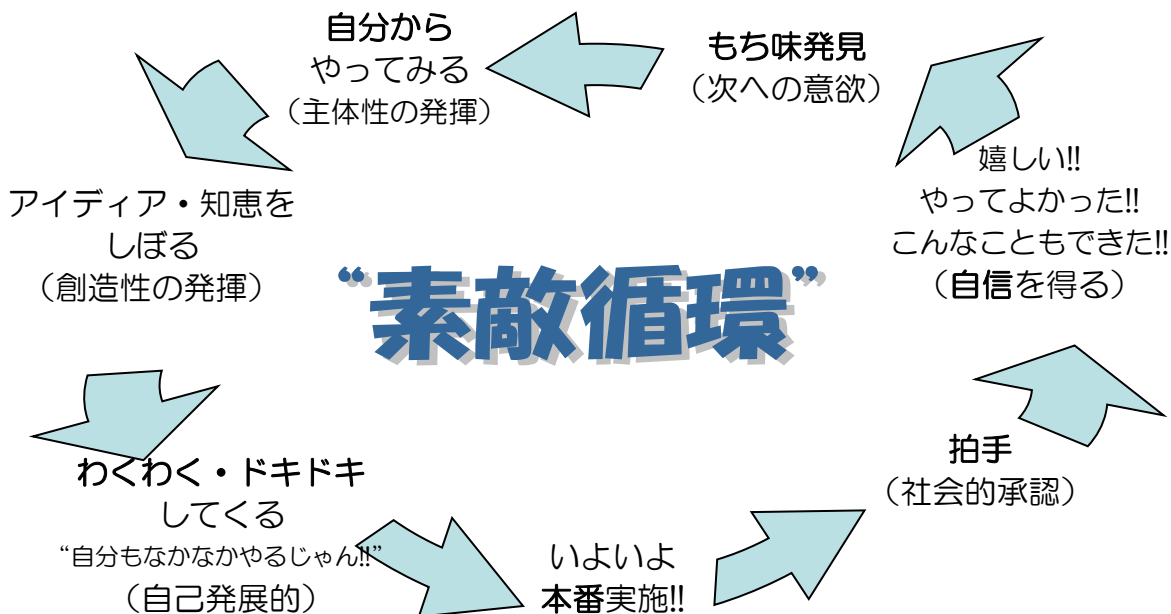 “素敵循環”
自分から
やってみる
（主体性の発揮）
アイディア・知恵を
しぼる
（創造性の発揮）
わくわく・ドキドキ
してくる
“自分もなかなかやるじゃん!!”
（自己発展的）
いよいよ
本番実施!!
拍手
（社会的承認）
嬉しい!!
やってよかった!!
こんなこともできた!!
（自信を得る）
もち味発見
（次への意欲）